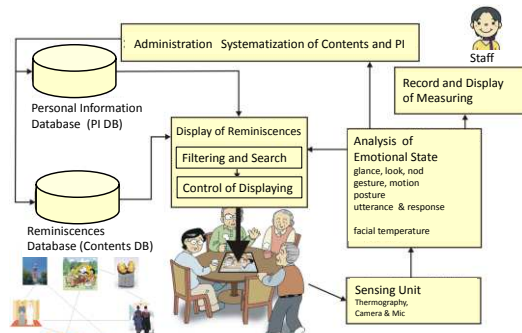 : Administration Systematization of Contents and PI
Staff
Personal Information
Database (PI DB)
Record and Display
of Measuring
Display of Reminiscences
Filtering and Search
Control of Displaying
Analysis of
Emotional State
glance, look, nod
gesture, motion
posture
utterance & response
facial temperature
Reminiscences
Database (Contents DB)
Sensing Unit
Thermography,
Camera & Mic